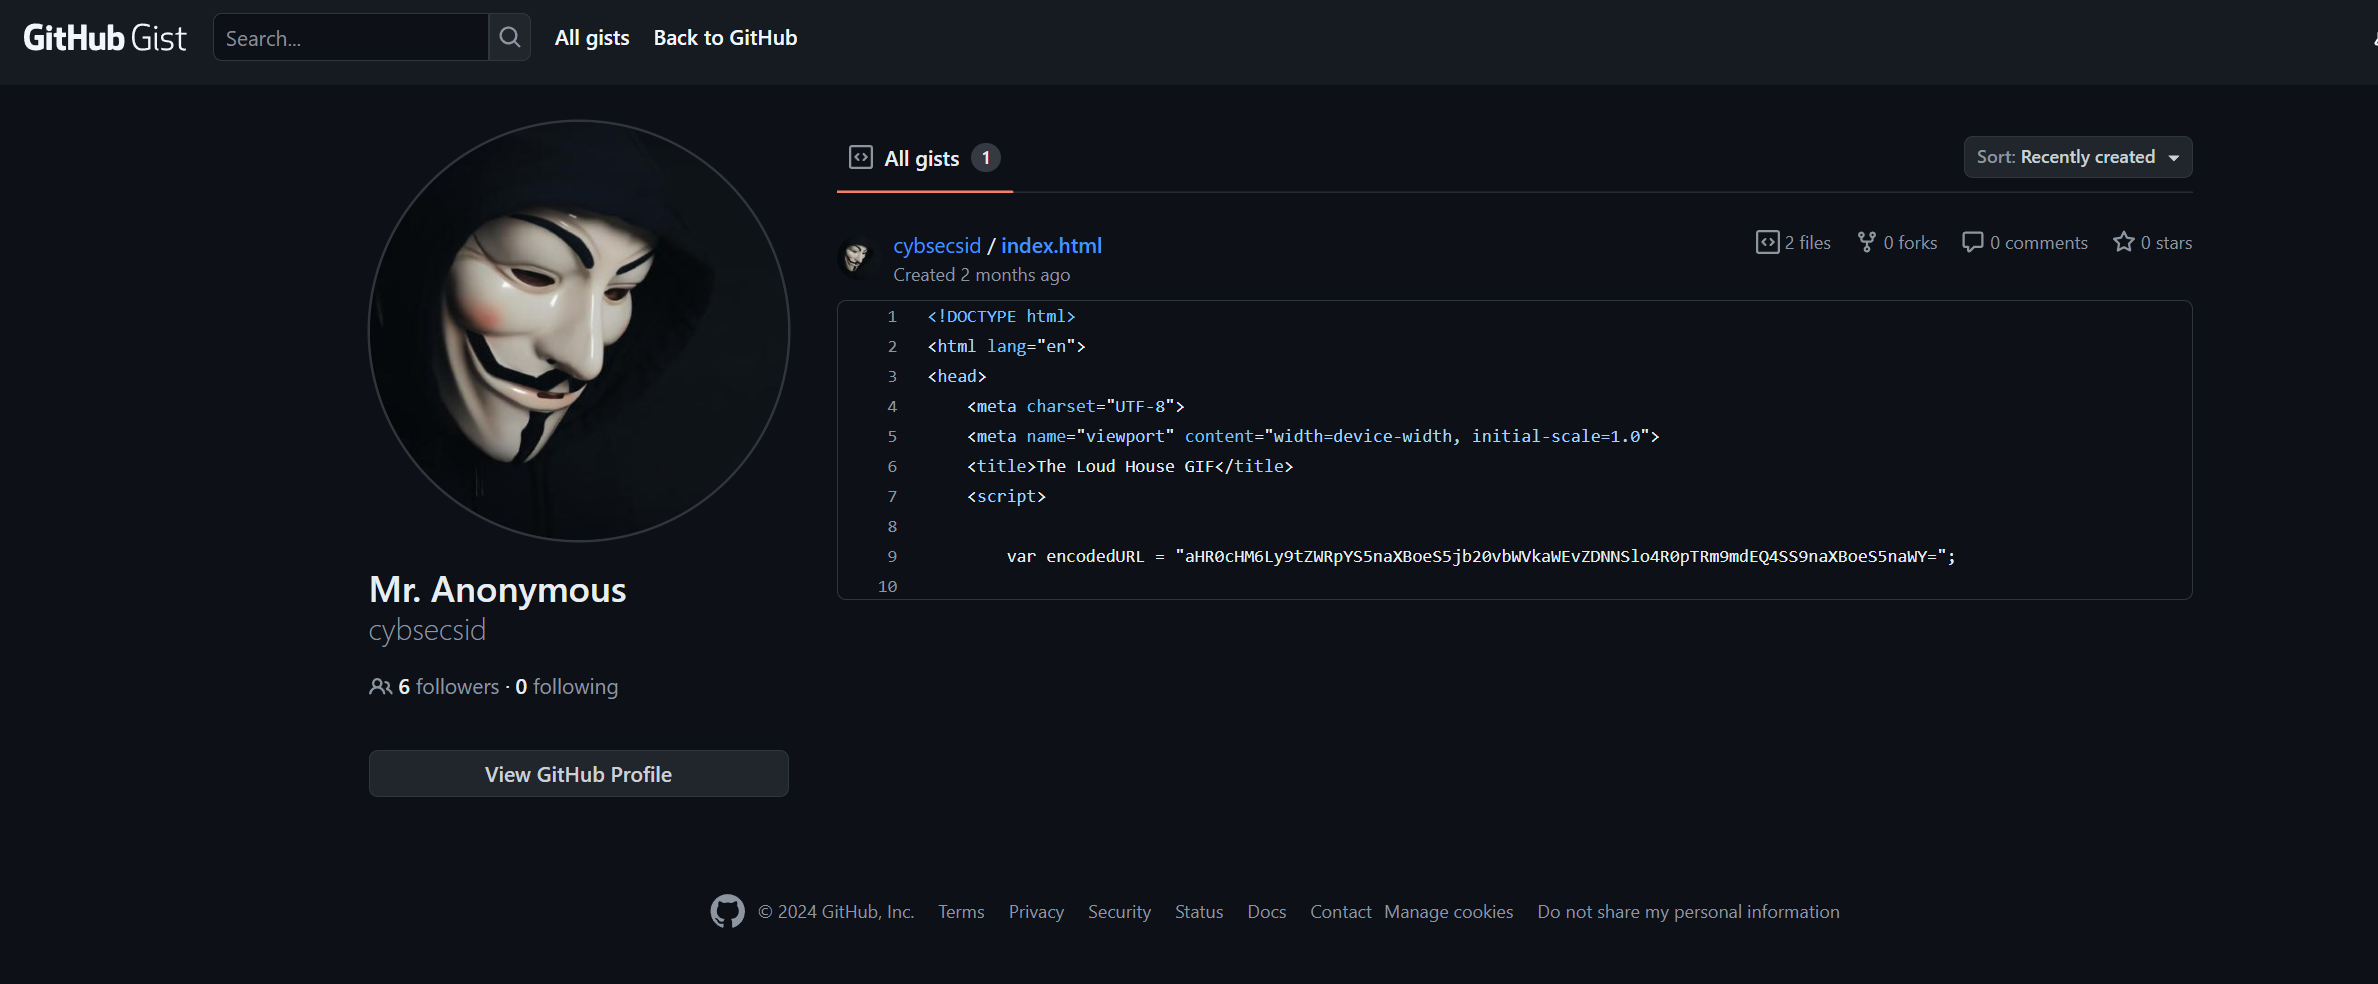 GitHub Gist
Search...
All gists
Back to GitHub
All gists 1
Sort: Recently created
cybsecsid / index.html
2 files
0 forks
0 comments
0 stars
Created 2 months ago
1 <!DOCTYPE html>
2 <html lang="en">
3 <head>
4 <meta charset="UTF-8">
5 <meta name="viewport" content="width=device-width, initial-scale=1.0">
6 <title>The Loud House GIF</title>
7 <script>
8
9 var encodedURL = "aHR0cHM6Ly9tZWRpYS5naXBoeS5jb20vbWVkaWEvZDNNSlo4R0pTRm9mdEQ4SS9naXBoeS5naWY=";
10
Mr. Anonymous
cybsecsid
6 followers · 0 following
View GitHub Profile
© 2024 GitHub, Inc.
Terms
Privacy
Security
Status
Docs
Contact
Manage cookies
Do not share my personal information